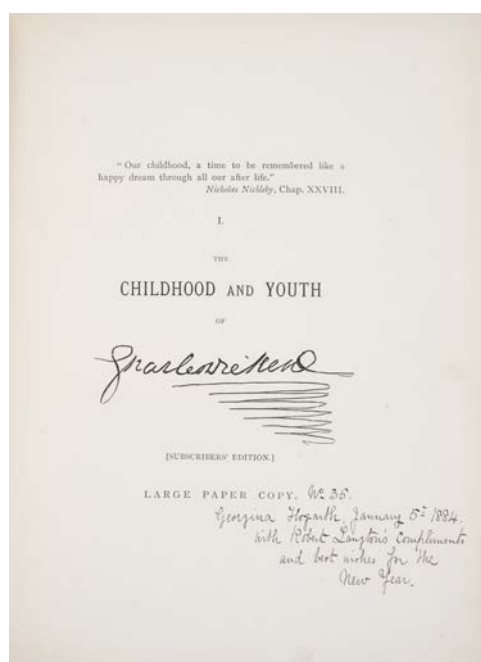 "Our childhood, a time to be remembered like a
happy dream through all our after life."
Nicholas Nickleby, Chap. XXVIII.
I.
THE
CHILDHOOD AND YOUTH
OF
Charles Dickens
[SUBSCRIBERS' EDITION.]
LARGE PAPER COPY. No 35.
Georgina Hogarth, January 5th 1884.
with Robert Langton's compliments
and best wishes for the
New Year.